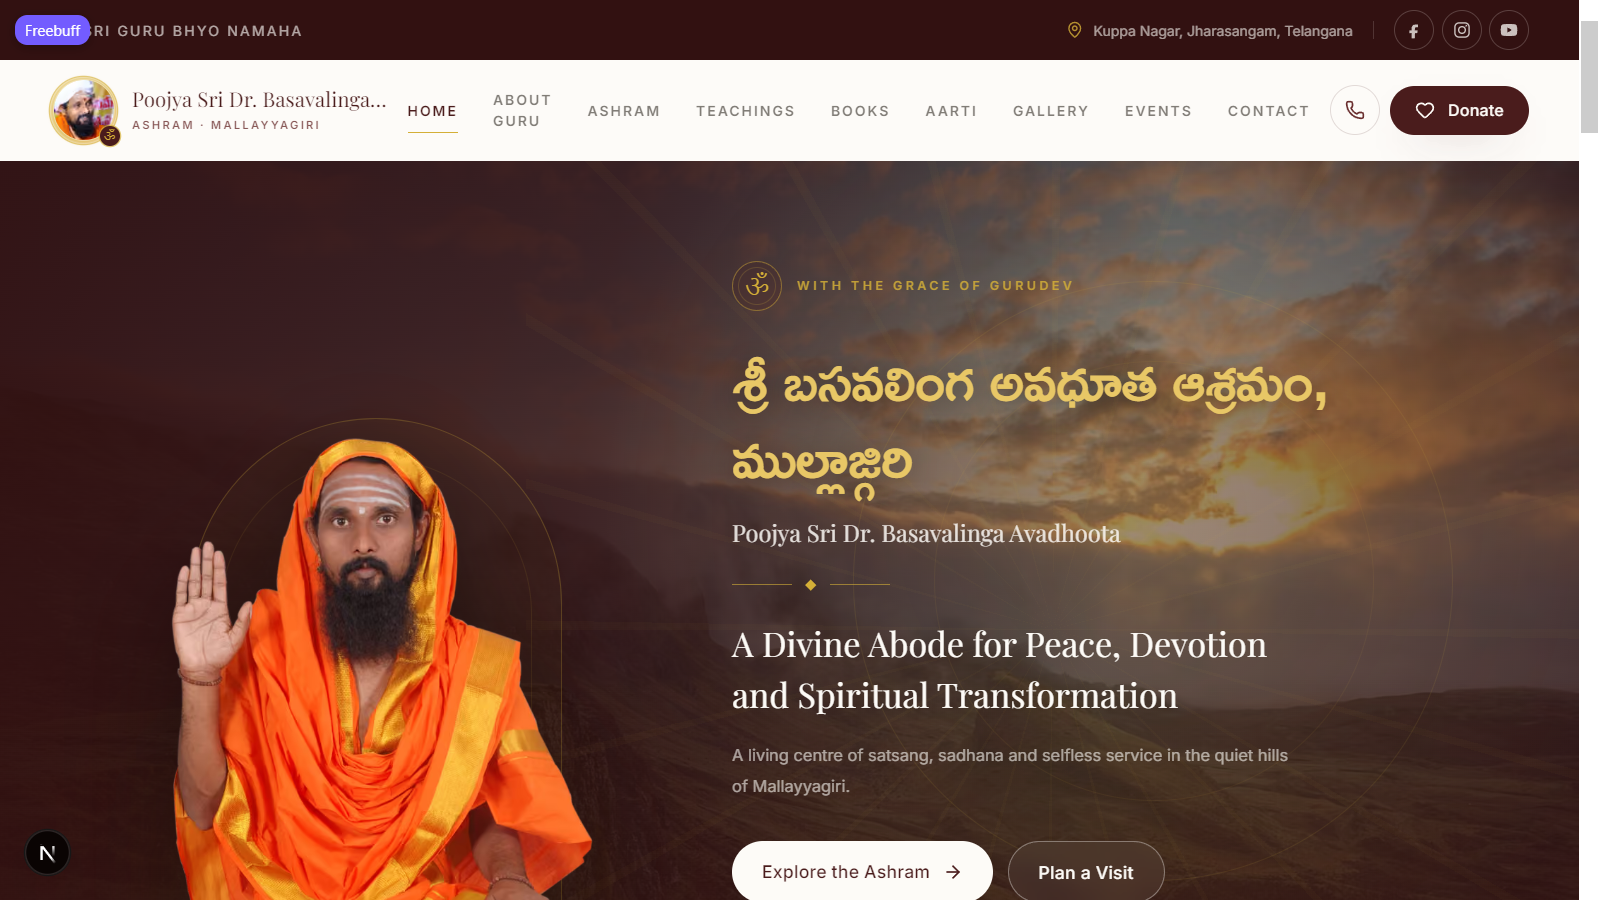 Freebuff
SRI GURU BHYO NAMAHA
Kuppa Nagar, Jharasangam, Telangana
Poojya Sri Dr. Basavalinga...
ASHRAM · MALLAYYAGIRI
HOME
ABOUT
GURU
ASHRAM
TEACHINGS
BOOKS
AARTI
GALLERY
EVENTS
CONTACT
Donate
ॐ
WITH THE GRACE OF GURUDEV
శ్రీ బసవలింగ అవధూత ఆశ్రమం,
ముల్లాజ్గిరి
Poojya Sri Dr. Basavalinga Avadhoota
A Divine Abode for Peace, Devotion
and Spiritual Transformation
A living centre of satsang, sadhana and selfless service in the quiet hills
of Mallayyagiri.
Explore the Ashram →
Plan a Visit
N